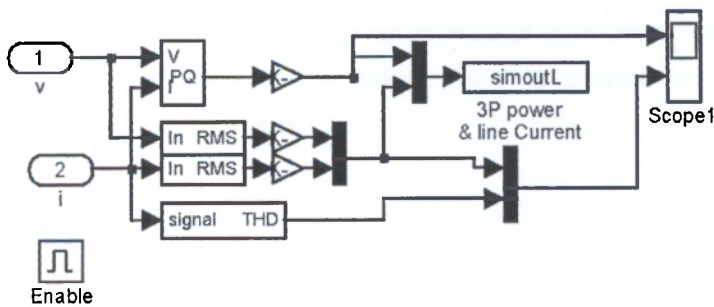 1
v
V
I
PQ
K-
simoutL
3P power
& line Current
Scope1
In RMS
K-
In RMS
K-
2
i
signal THD
Enable